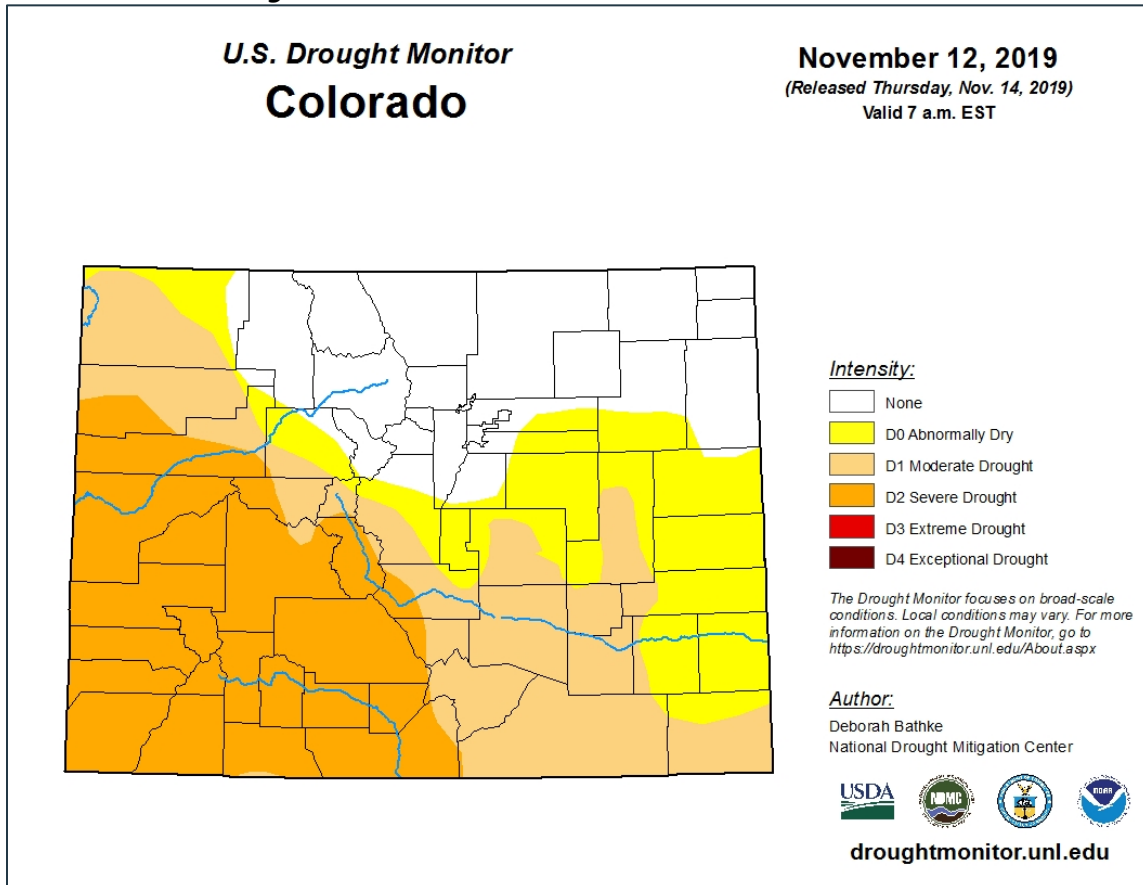 U.S. Drought Monitor
Colorado
November 12, 2019
(Released Thursday, Nov. 14, 2019)
Valid 7 a.m. EST
Intensity:
None
D0 Abnormally Dry
D1 Moderate Drought
D2 Severe Drought
D3 Extreme Drought
D4 Exceptional Drought
The Drought Monitor focuses on broad-scale
conditions. Local conditions may vary. For more
information on the Drought Monitor, go to
https://droughtmonitor.unl.edu/About.aspx
Author:
Deborah Bathke
National Drought Mitigation Center
USDA
NDMC
NOAA
droughtmonitor.unl.edu